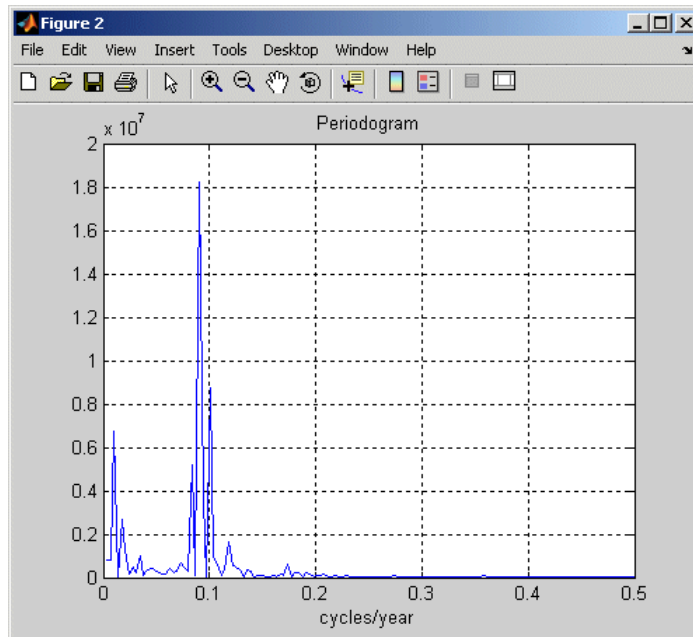 Figure 2
File Edit View Insert Tools Desktop Window Help
x 10^7
Periodogram
2
1.8
1.6
1.4
1.2
1
0.8
0.6
0.4
0.2
0
0 0.1 0.2 0.3 0.4 0.5
cycles/year